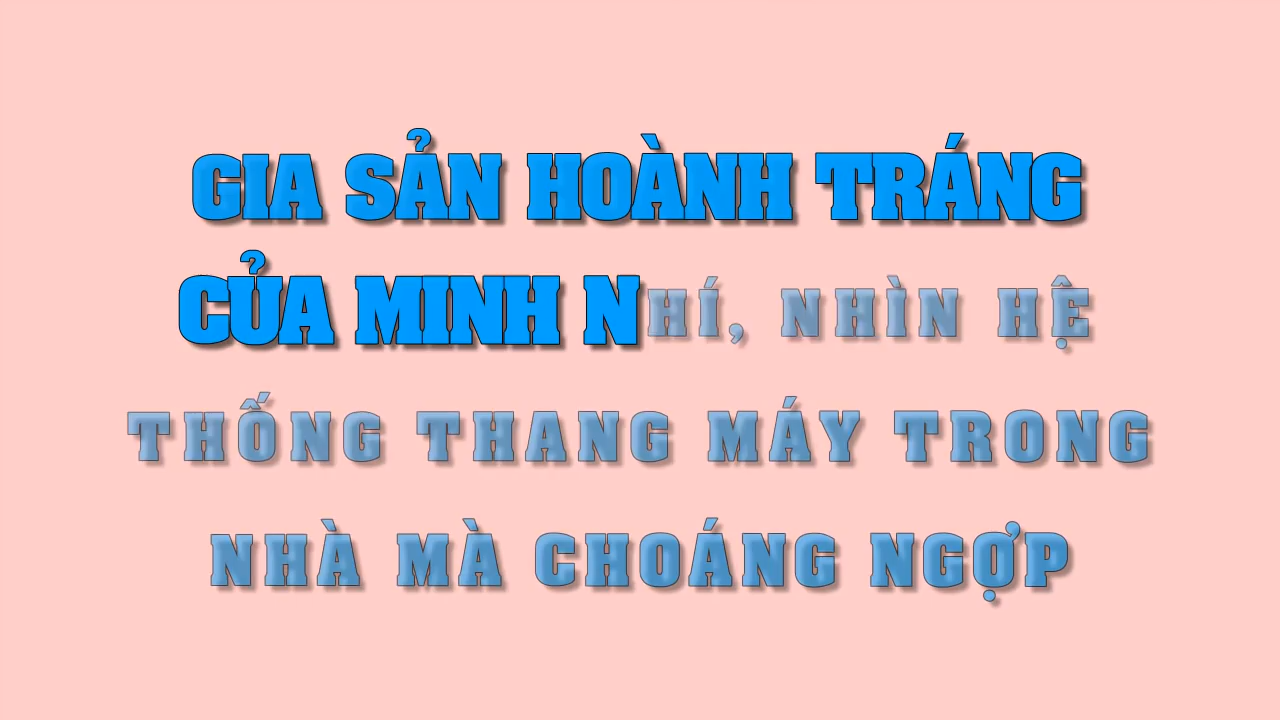 GIA SẢN HOÀNH TRÁNG
CỦA MINH NHÍ, NHÌN HỆ
THỐNG THANG MÁY TRONG
NHÀ MÀ CHOÁNG NGỢP